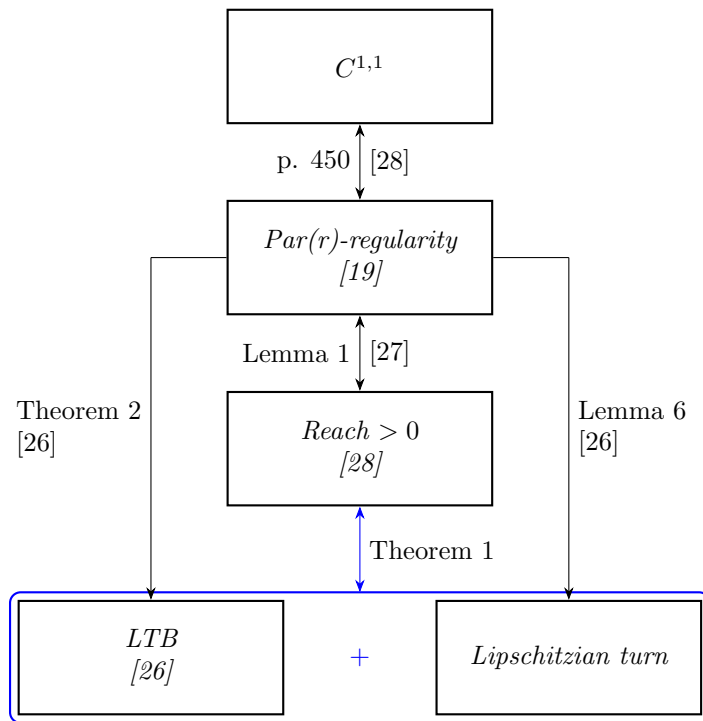 C^{1,1}
p. 450 [28]
Par(r)-regularity
[19]
Lemma 1 [27]
Theorem 2
[26]
Reach > 0
[28]
Lemma 6
[26]
Theorem 1
LTB
[26]
+
Lipschitzian turn